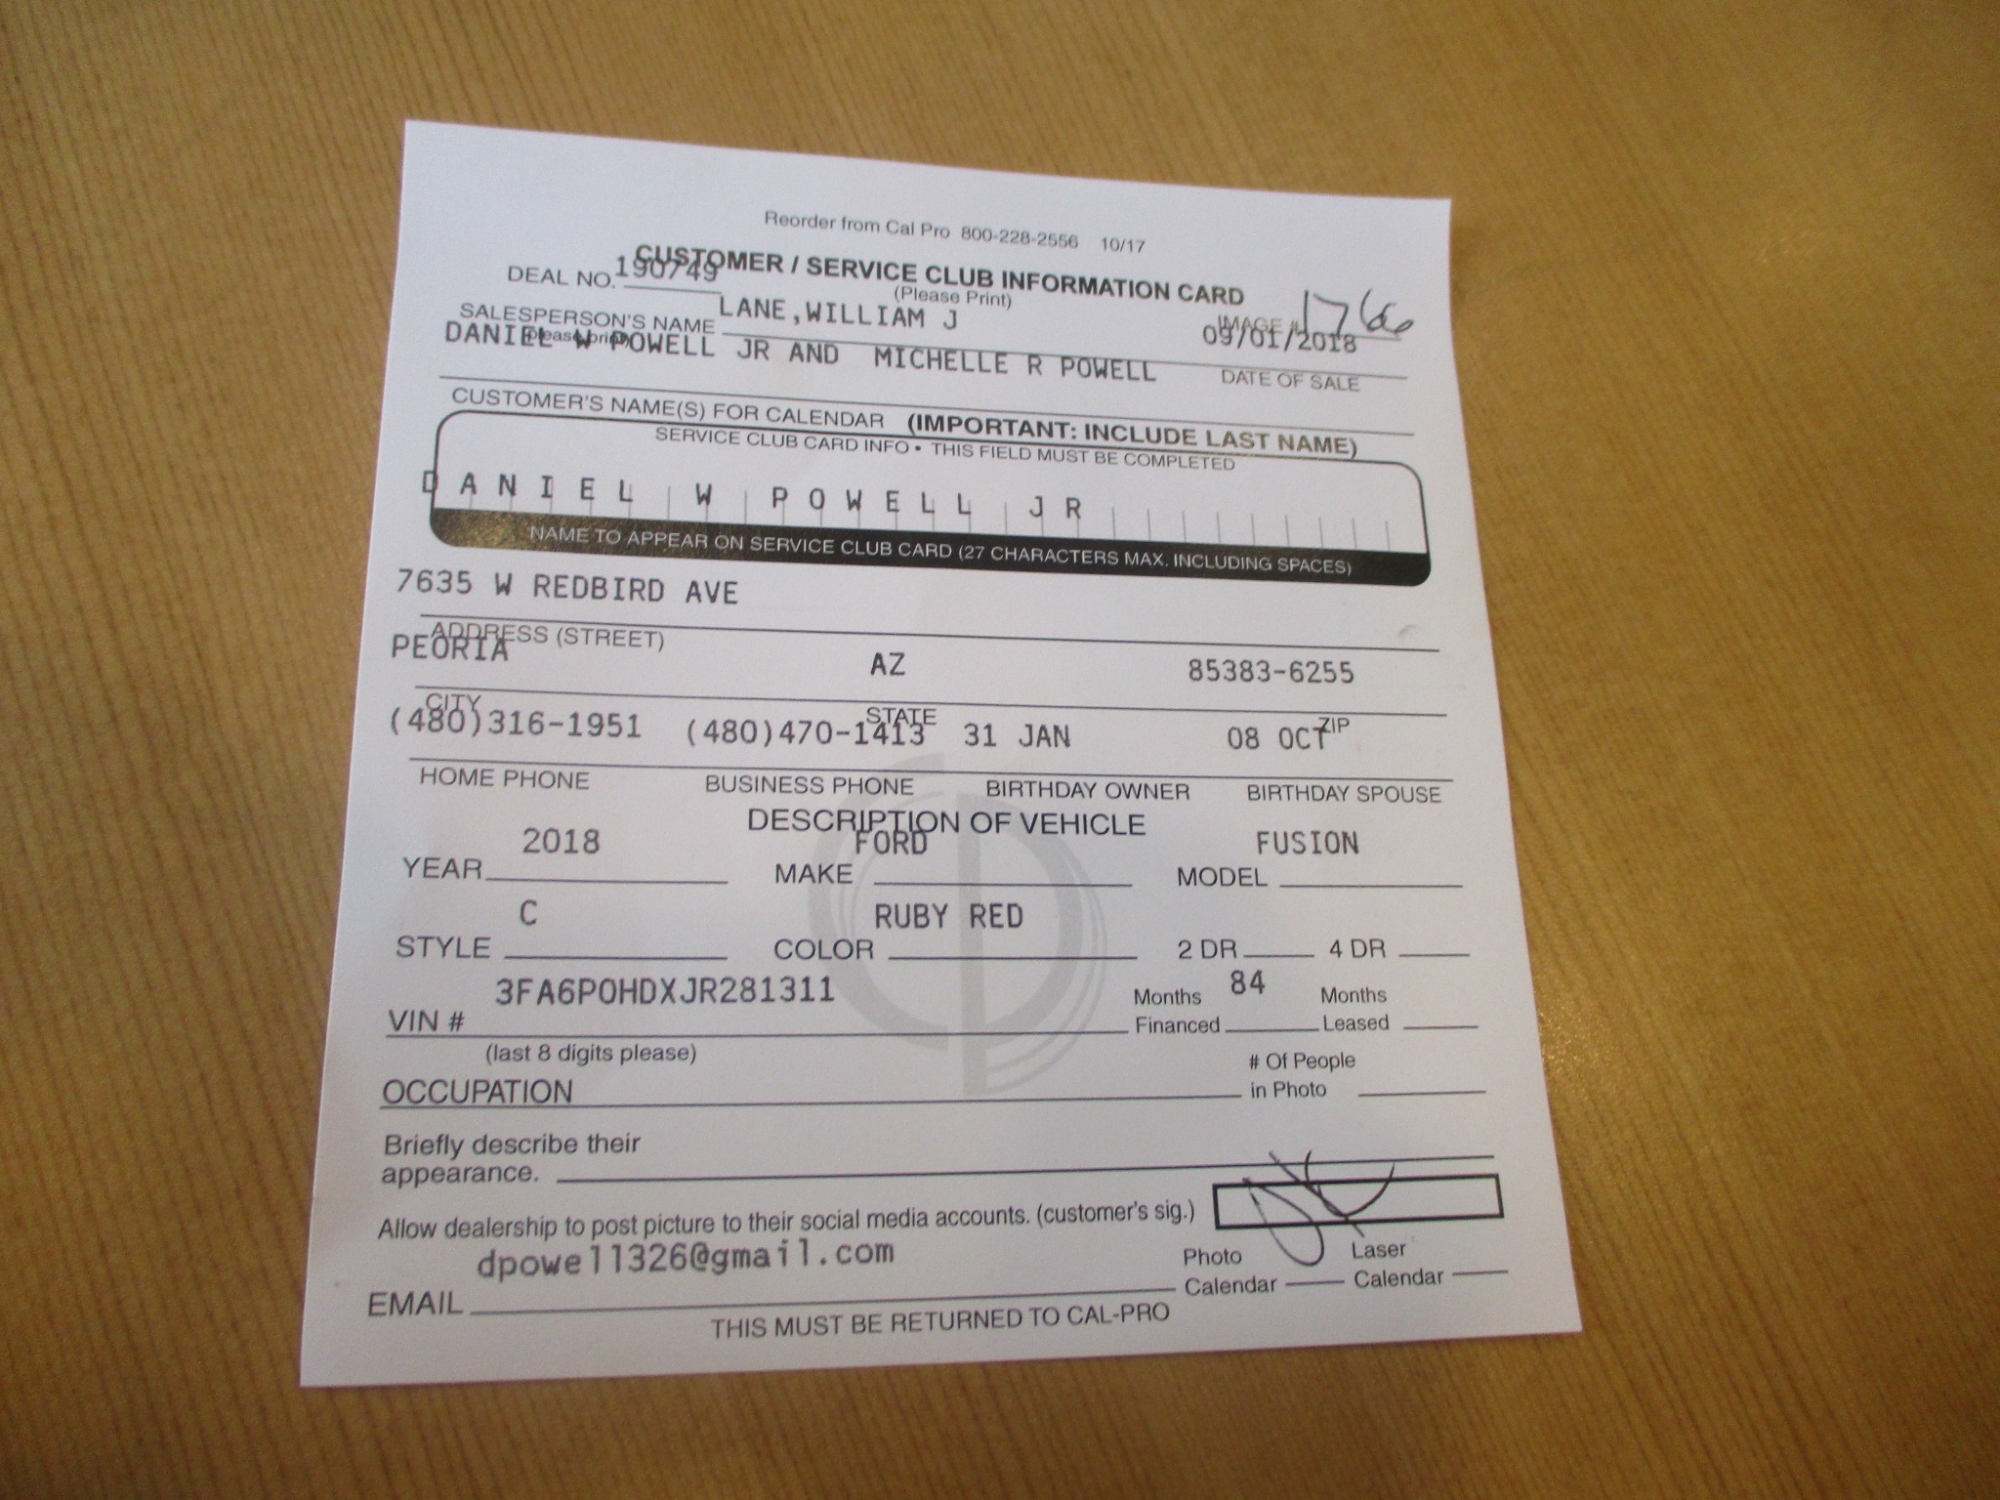 Reorder from Cal Pro 800-228-2556 10/17
CUSTOMER / SERVICE CLUB INFORMATION CARD
(Please Print)
DEAL NO. 190749
IMAGE # 1766
SALESPERSON'S NAME LANE,WILLIAM J
(please print)
09/01/2018
DANIEL W POWELL JR AND MICHELLE R POWELL
DATE OF SALE
CUSTOMER'S NAME(S) FOR CALENDAR (IMPORTANT: INCLUDE LAST NAME)
SERVICE CLUB CARD INFO • THIS FIELD MUST BE COMPLETED
DANIEL W POWELL JR
NAME TO APPEAR ON SERVICE CLUB CARD (27 CHARACTERS MAX. INCLUDING SPACES)
7635 W REDBIRD AVE
ADDRESS (STREET)
PEORIA AZ 85383-6255
CITY STATE ZIP
(480)316-1951 (480)470-1413 31 JAN 08 OCT
HOME PHONE BUSINESS PHONE BIRTHDAY OWNER BIRTHDAY SPOUSE
DESCRIPTION OF VEHICLE
2018 FORD FUSION
YEAR MAKE MODEL
C RUBY RED
STYLE COLOR 2 DR 4 DR
3FA6P0HDXJR281311 Months 84 Months
VIN # Financed Leased
(last 8 digits please) # Of People
OCCUPATION in Photo
Briefly describe their
appearance.
Allow dealership to post picture to their social media accounts. (customer's sig.)
dpowell1326@gmail.com Photo Laser
EMAIL Calendar Calendar
THIS MUST BE RETURNED TO CAL-PRO